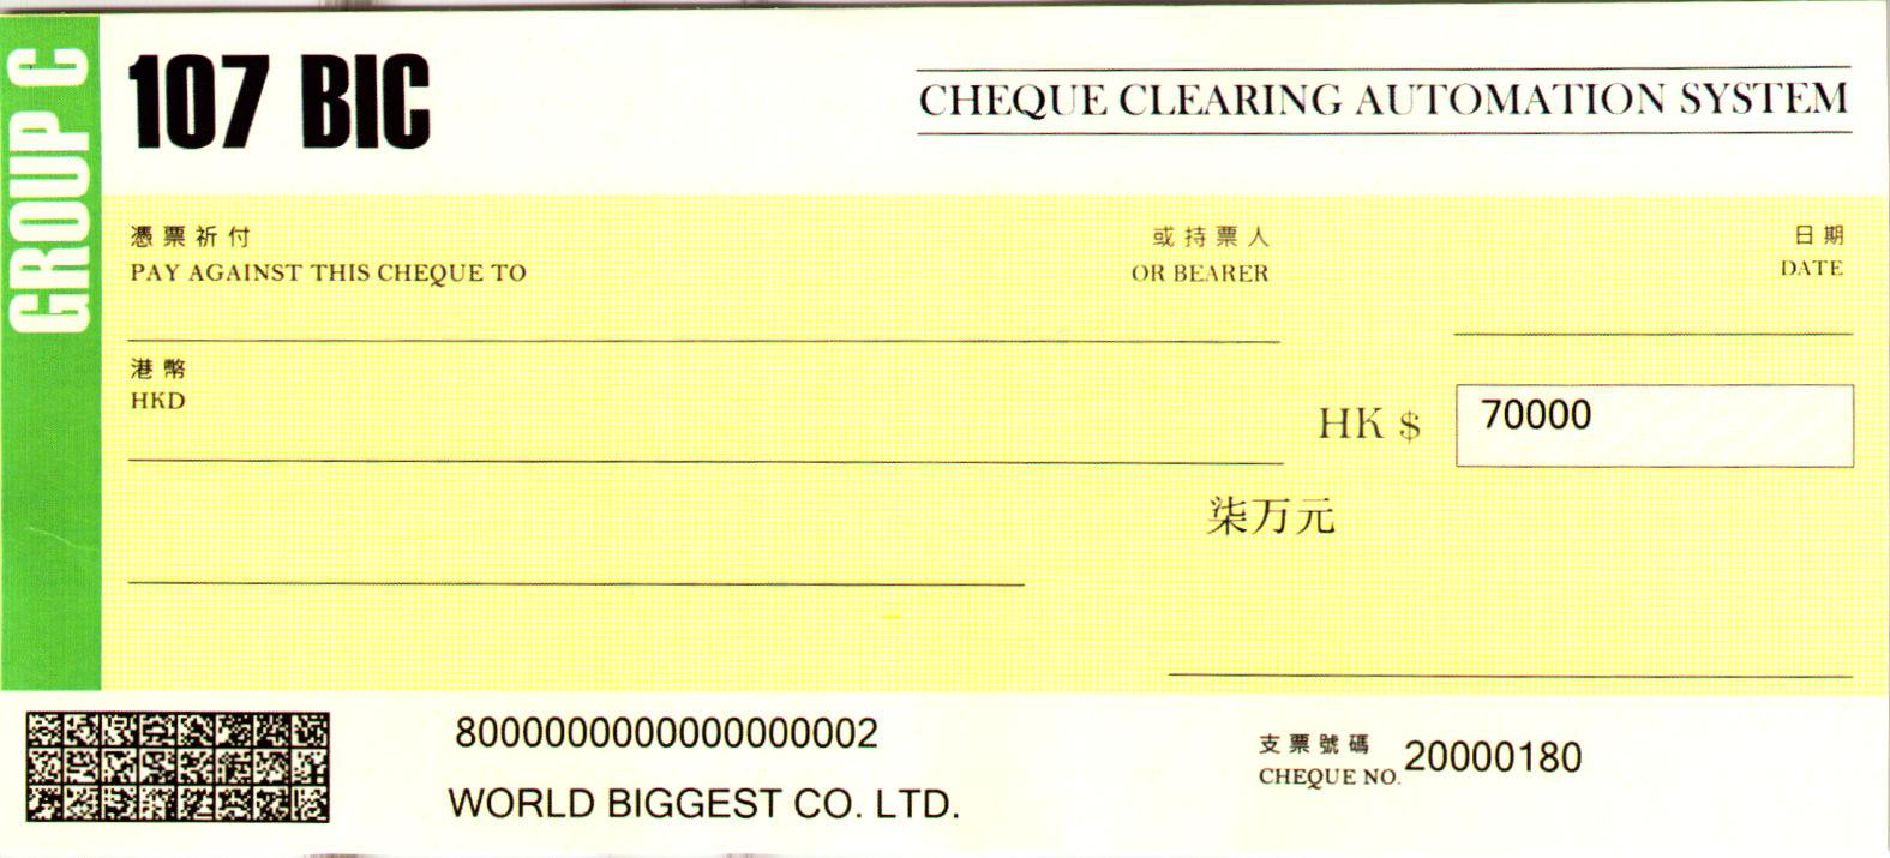 GROUP C
107 BIC
CHEQUE CLEARING AUTOMATION SYSTEM
憑票祈付
或持票人
日期
PAY AGAINST THIS CHEQUE TO
OR BEARER
DATE
港幣
HKD
HK $
70000
柒万元
8000000000000000002
支票號碼
CHEQUE NO.
20000180
WORLD BIGGEST CO. LTD.